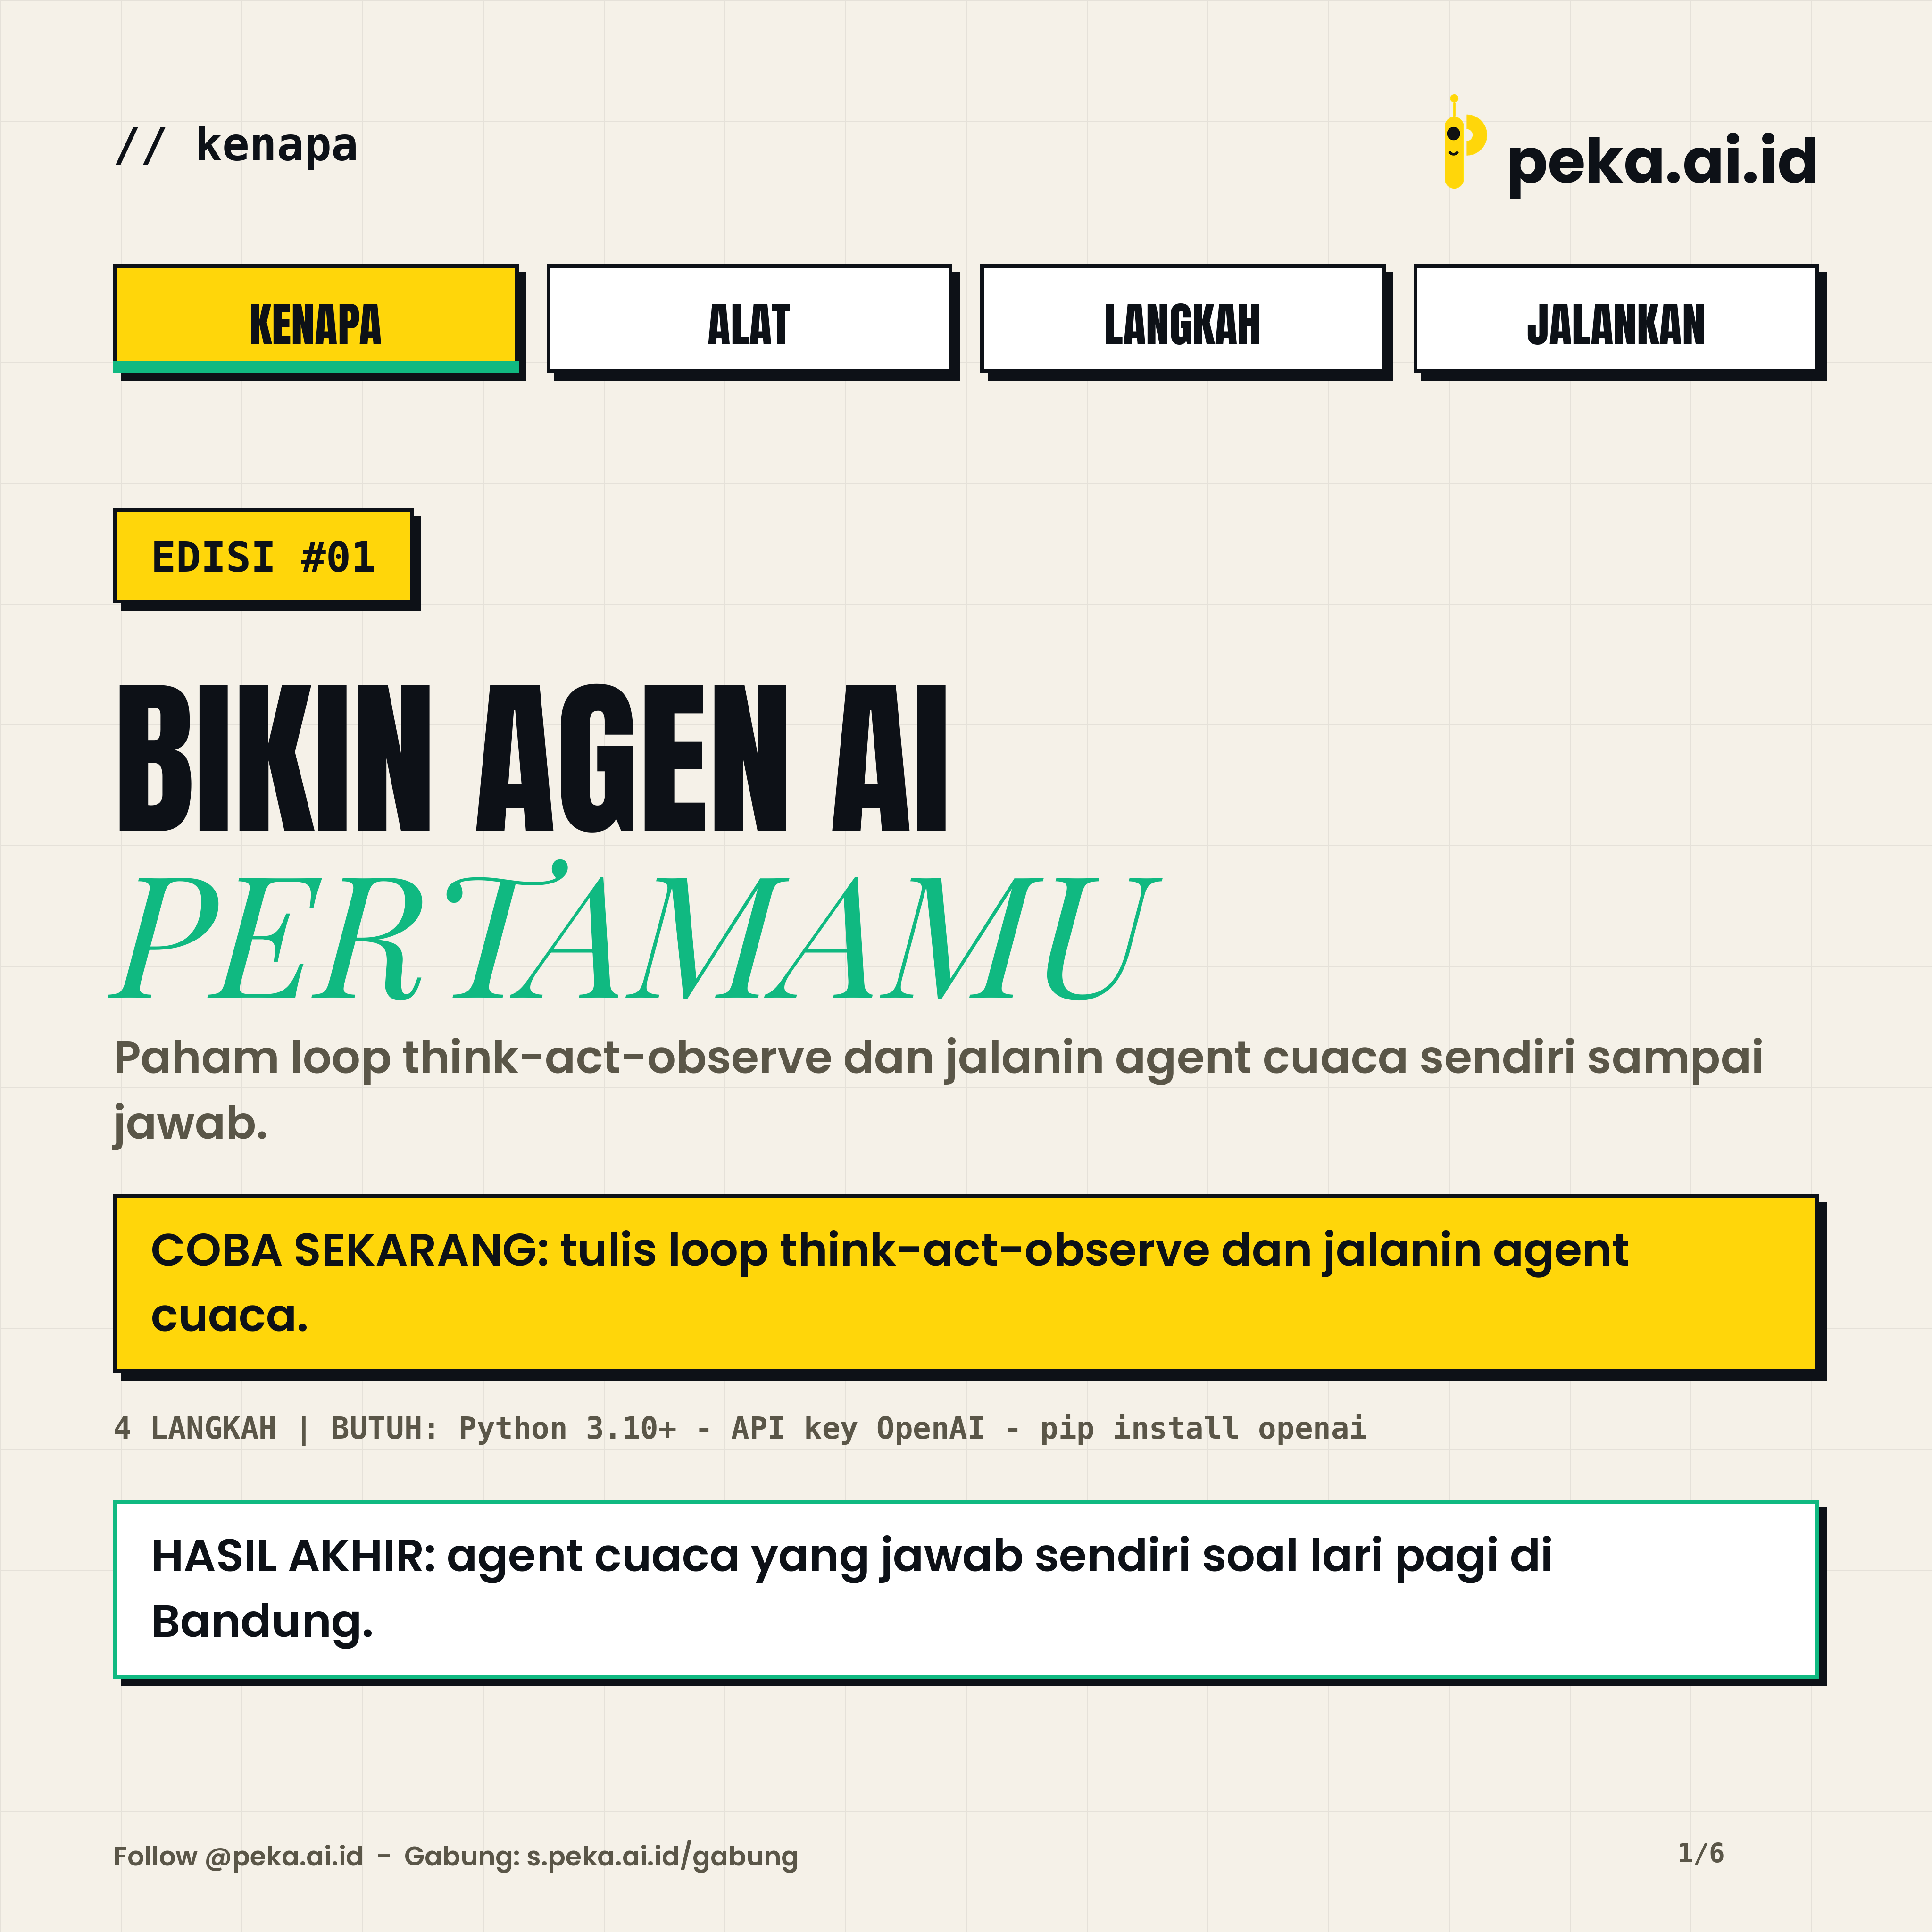 // kenapa
peka.ai.id
KENAPA
ALAT
LANGKAH
JALANKAN
EDISI #01
BIKIN AGEN AI
PERTAMAMU
Paham loop think-act-observe dan jalanin agent cuaca sendiri sampai
jawab.
COBA SEKARANG: tulis loop think-act-observe dan jalanin agent
cuaca.
4 LANGKAH | BUTUH: Python 3.10+ - API key OpenAI - pip install openai
HASIL AKHIR: agent cuaca yang jawab sendiri soal lari pagi di
Bandung.
Follow @peka.ai.id - Gabung: s.peka.ai.id/gabung
1/6